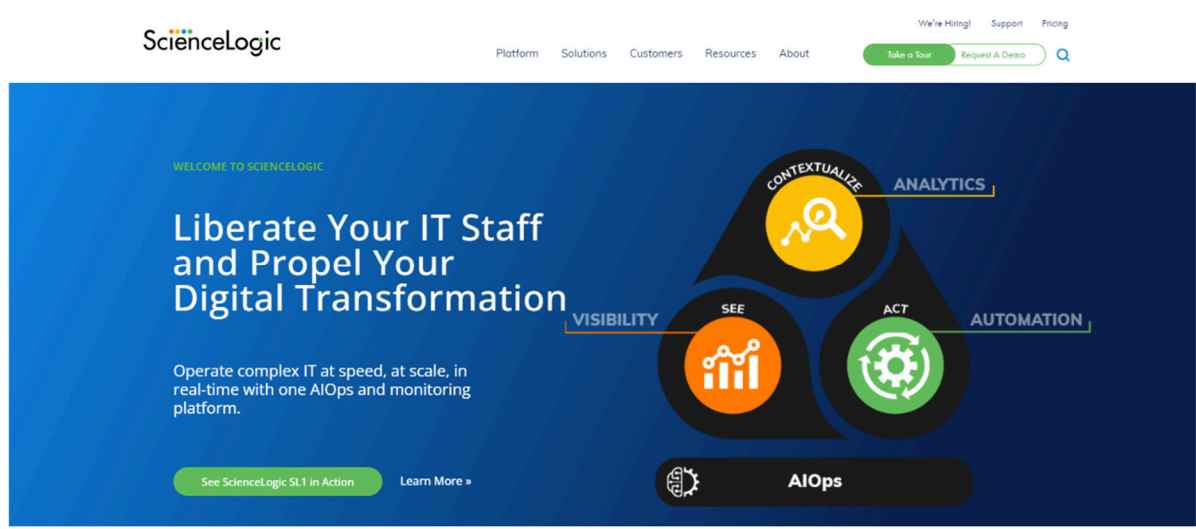 We're Hiring!
Support
Pricing
ScienceLogic
Platform
Solutions
Customers
Resources
About
Take a Tour
Request A Demo
WELCOME TO SCIENCELOGIC
Liberate Your IT Staff
and Propel Your
Digital Transformation
Operate complex IT at speed, at scale, in
real-time with one AIOps and monitoring
platform.
See ScienceLogic SL1 in Action
Learn More »
CONTEXTUALIZE
ANALYTICS
VISIBILITY
SEE
ACT
AUTOMATION
AIOps